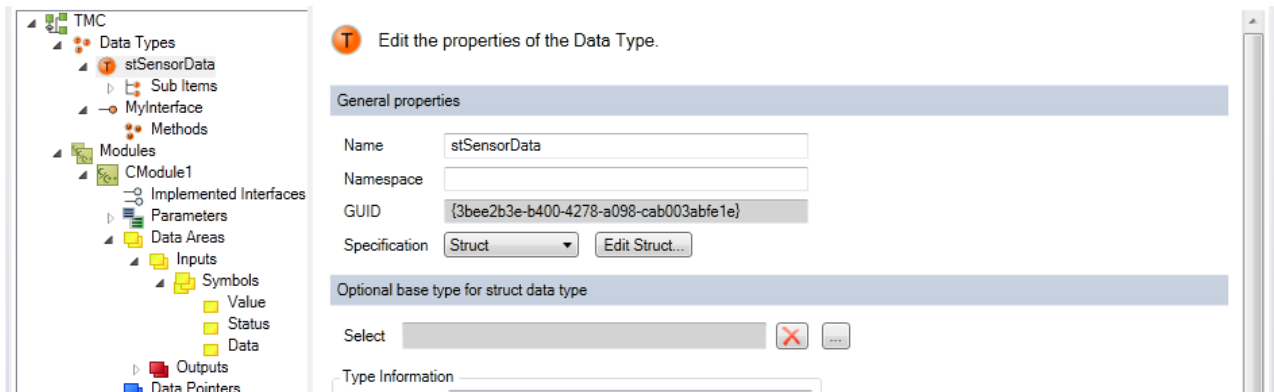 TMC
Data Types
stSensorData
Sub Items
MyInterface
Methods
Modules
CModule1
Implemented Interfaces
Parameters
Data Areas
Inputs
Symbols
Value
Status
Data
Outputs
Data Pointers
T Edit the properties of the Data Type.
General properties
Name stSensorData
Namespace
GUID {3bee2b3e-b400-4278-a098-cab003abfe1e}
Specification Struct Edit Struct...
Optional base type for struct data type
Select ...
Type Information